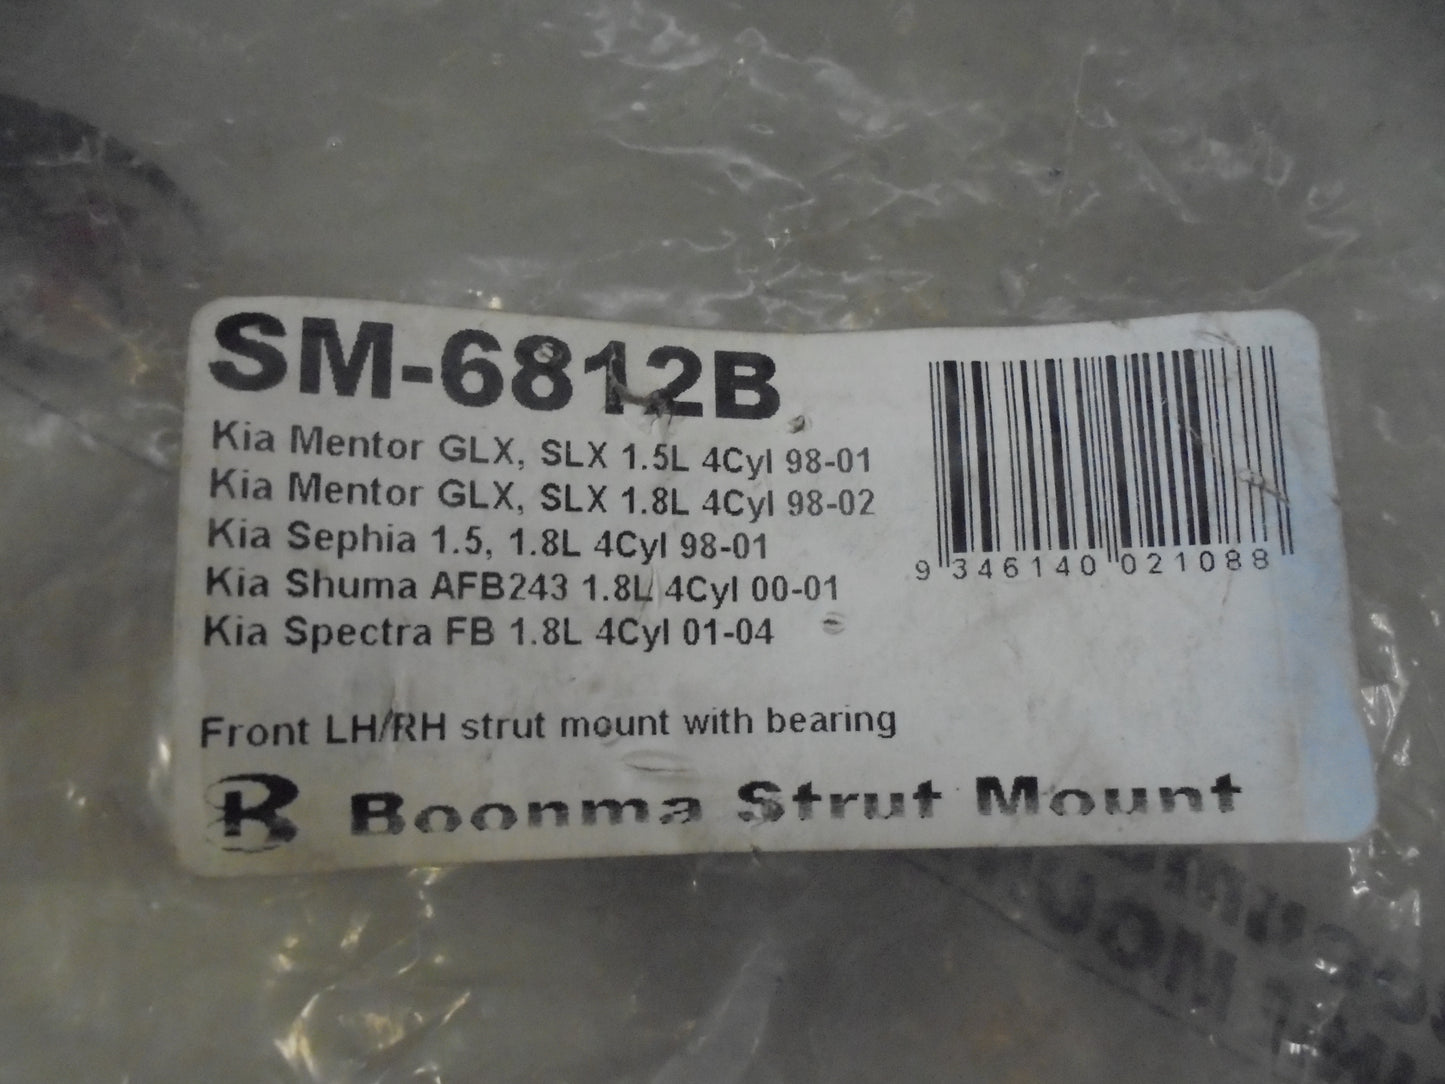 SM-6812B
Kia Mentor GLX, SLX 1.5L 4Cyl 98-01
Kia Mentor GLX, SLX 1.8L 4Cyl 98-02
Kia Sephia 1.5, 1.8L 4Cyl 98-01
Kia Shuma AFB243 1.8L 4Cyl 00-01
Kia Spectra FB 1.8L 4Cyl 01-04
9 346140 021088
Front LH/RH strut mount with bearing
R Boonma Strut Mount